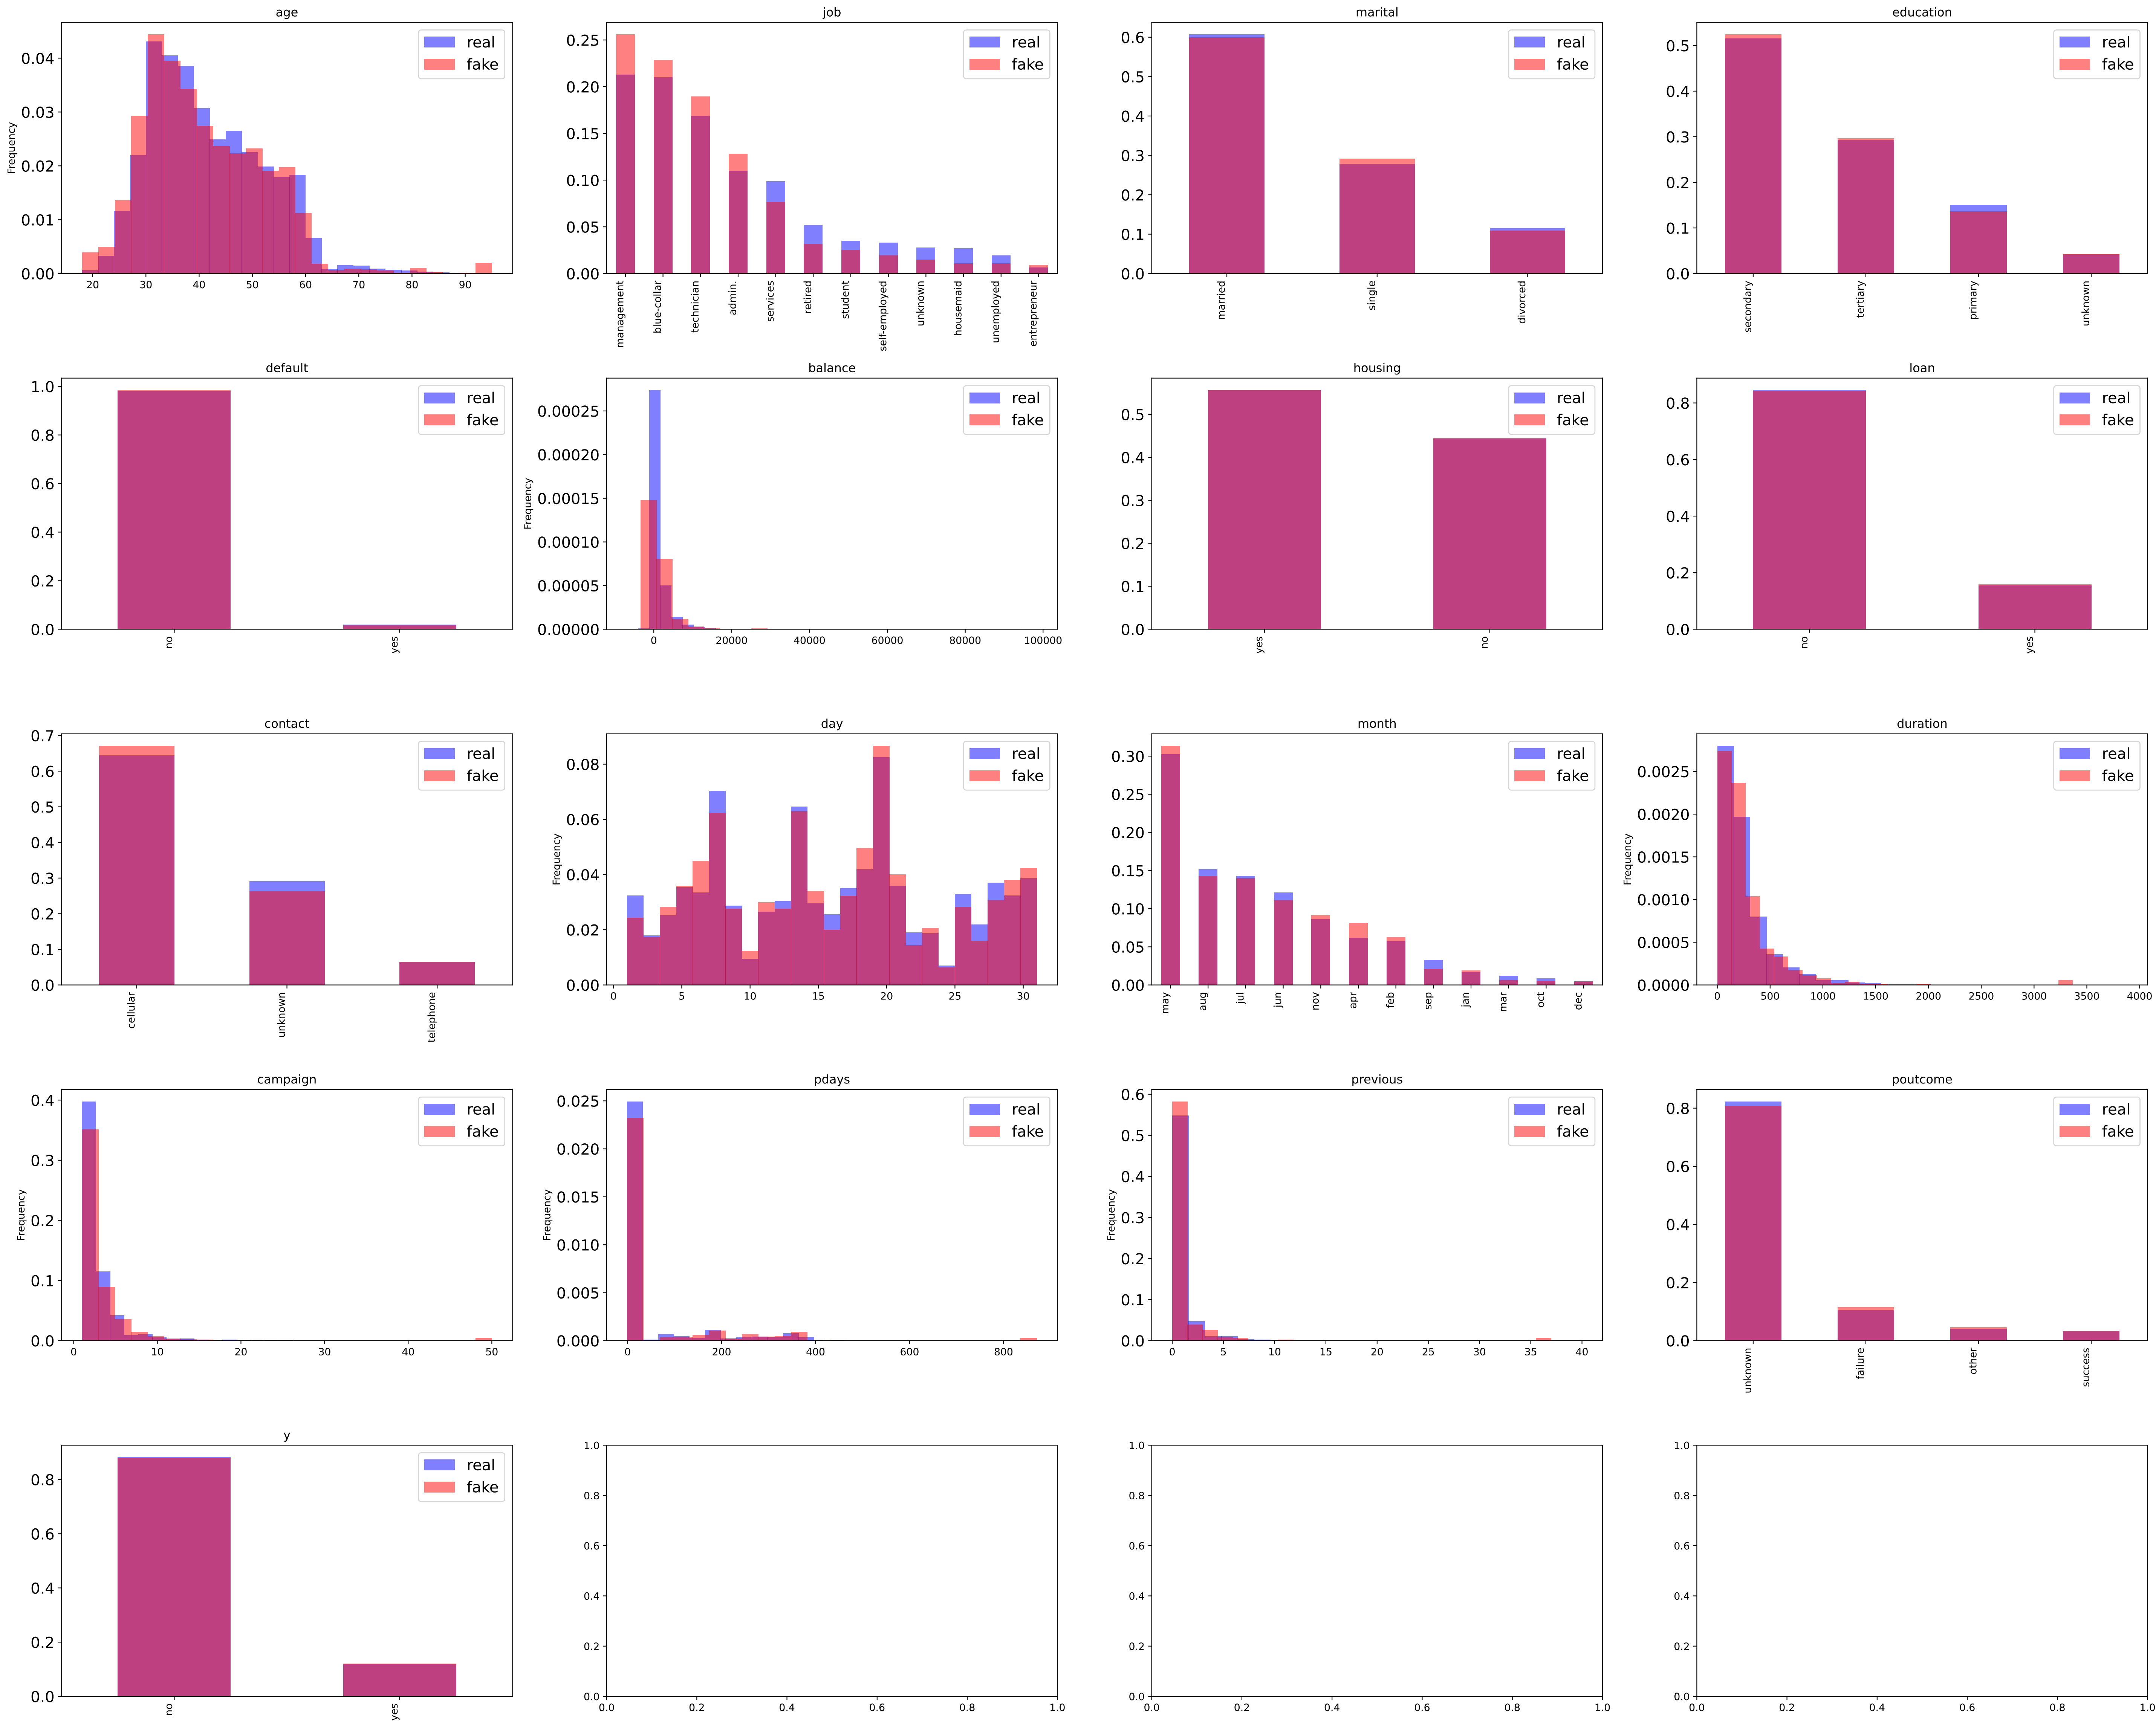 age
Frequency
0.04
0.03
0.02
0.01
0.00
20 30 40 50 60 70 80 90
real
fake
job
0.25
0.20
0.15
0.10
0.05
0.00
management blue-collar technician admin. services retired student self-employed unknown housemaid unemployed entrepreneur
real
fake
marital
0.6
0.5
0.4
0.3
0.2
0.1
0.0
married single divorced
real
fake
education
0.5
0.4
0.3
0.2
0.1
0.0
secondary tertiary primary unknown
real
fake
default
1.0
0.8
0.6
0.4
0.2
0.0
no yes
real
fake
balance
Frequency
0.00025
0.00020
0.00015
0.00010
0.00005
0.00000
0 20000 40000 60000 80000 100000
real
fake
housing
0.5
0.4
0.3
0.2
0.1
0.0
yes no
real
fake
loan
0.8
0.6
0.4
0.2
0.0
no yes
real
fake
contact
0.7
0.6
0.5
0.4
0.3
0.2
0.1
0.0
cellular unknown telephone
real
fake
day
Frequency
0.08
0.06
0.04
0.02
0.00
0 5 10 15 20 25 30
real
fake
month
0.30
0.25
0.20
0.15
0.10
0.05
0.00
may aug jul jun nov apr feb sep jan mar oct dec
real
fake
duration
Frequency
0.0025
0.0020
0.0015
0.0010
0.0005
0.0000
0 500 1000 1500 2000 2500 3000 3500 4000
real
fake
campaign
Frequency
0.4
0.3
0.2
0.1
0.0
0 10 20 30 40 50
real
fake
pdays
Frequency
0.025
0.020
0.015
0.010
0.005
0.000
0 200 400 600 800
real
fake
previous
Frequency
0.6
0.5
0.4
0.3
0.2
0.1
0.0
0 5 10 15 20 25 30 35 40
real
fake
poutcome
0.8
0.6
0.4
0.2
0.0
unknown failure other success
real
fake
y
0.8
0.6
0.4
0.2
0.0
no yes
real
fake
1.0
0.8
0.6
0.4
0.2
0.0
0.0 0.2 0.4 0.6 0.8 1.0
1.0
0.8
0.6
0.4
0.2
0.0
0.0 0.2 0.4 0.6 0.8 1.0
1.0
0.8
0.6
0.4
0.2
0.0
0.0 0.2 0.4 0.6 0.8 1.0